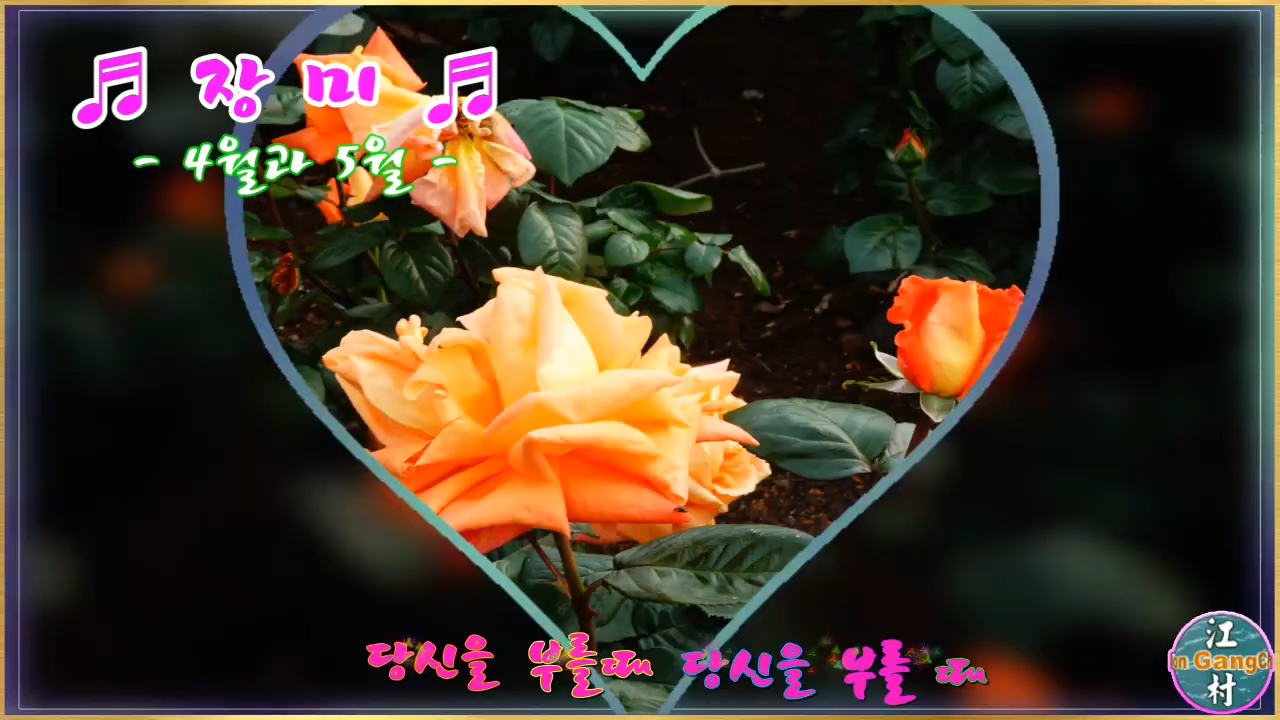 ♬ 장 미 ♬
- 4월과 5월 -
당신을 부를때 당신을 부를 때
江
村